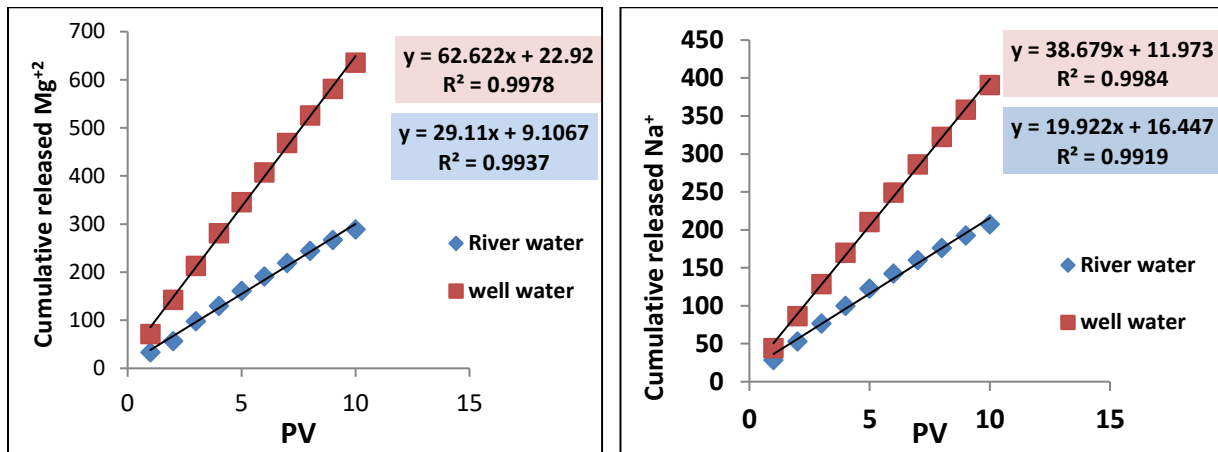 Cumulative released Mg⁺²
700
600
500
400
300
200
100
0
0 5 10 15
PV
y = 62.622x + 22.92
R² = 0.9978
y = 29.11x + 9.1067
R² = 0.9937
River water
well water
Cumulative released Na⁺
450
400
350
300
250
200
150
100
50
0
0 5 10 15
PV
y = 38.679x + 11.973
R² = 0.9984
y = 19.922x + 16.447
R² = 0.9919
River water
well water